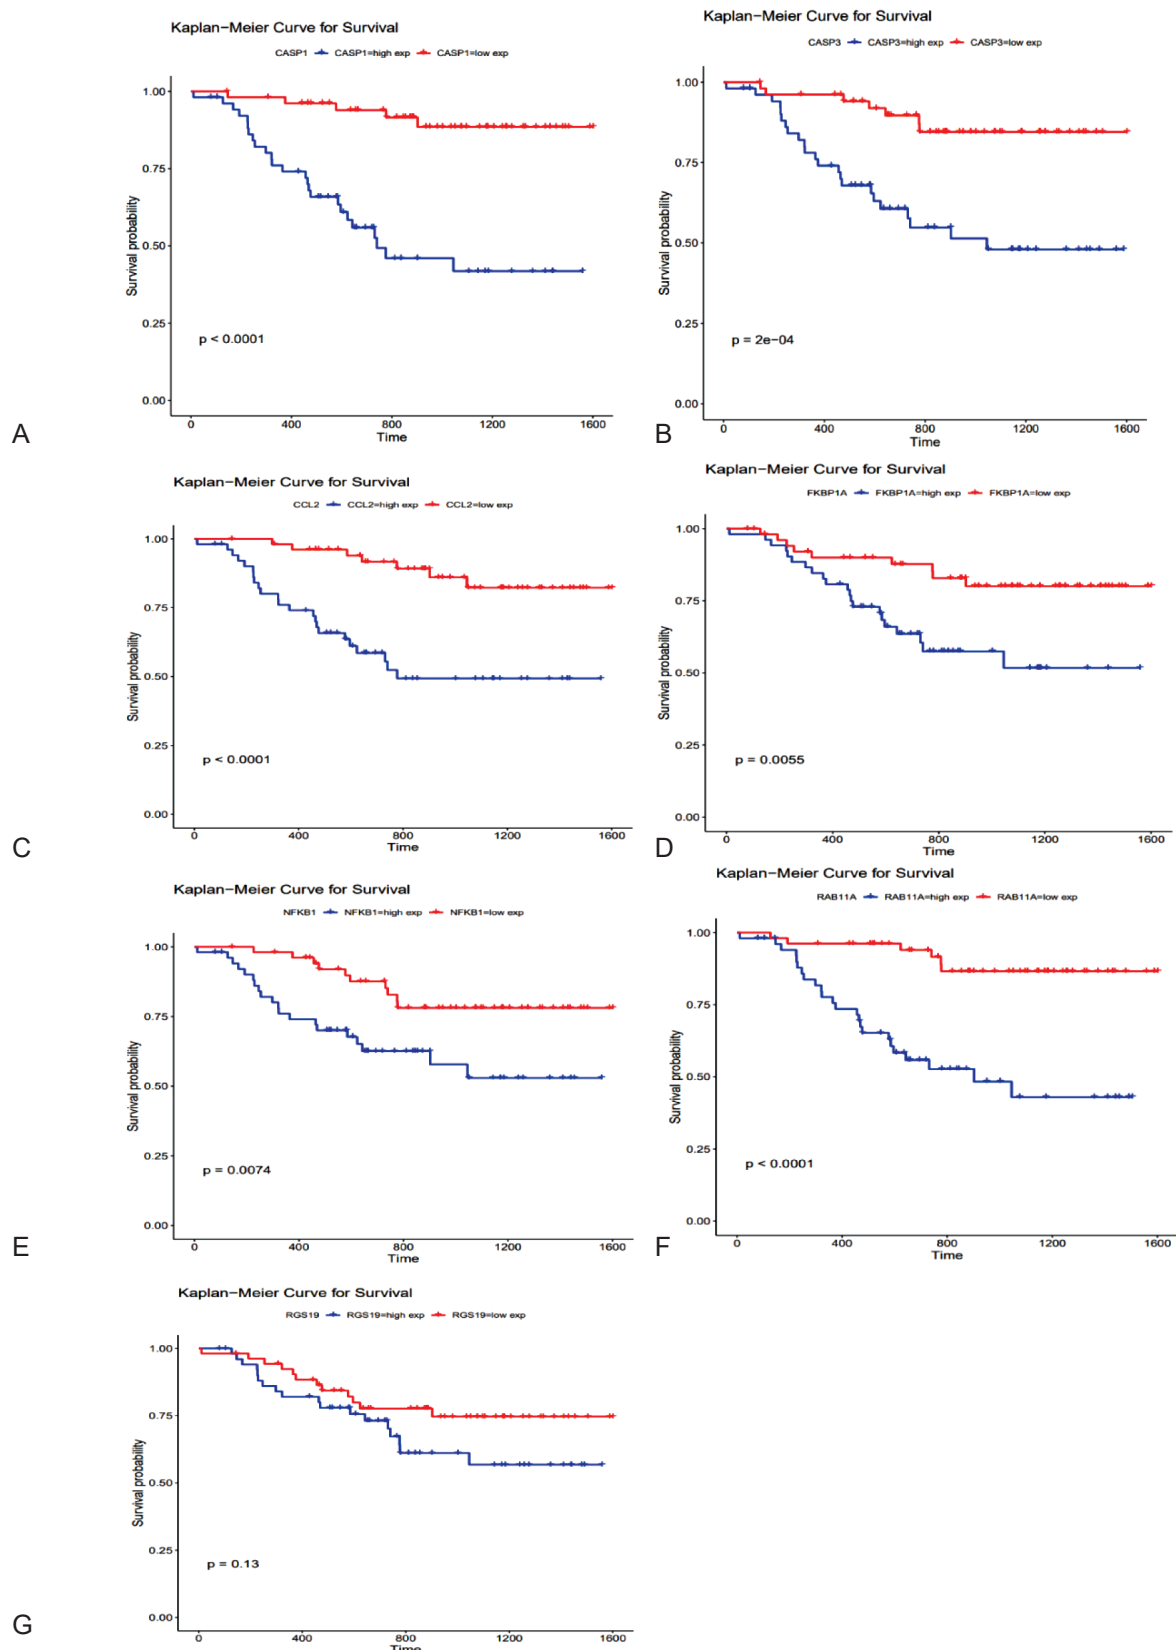 Kaplan−Meier Curve for Survival
CASP1 CASP1=high exp CASP1=low exp
Survival probability
1.00
0.75
0.50
0.25
0.00
p < 0.0001
0 400 800 1200 1600
Time
A
Kaplan−Meier Curve for Survival
CASP3 CASP3=high exp CASP3=low exp
Survival probability
1.00
0.75
0.50
0.25
0.00
p = 2e−04
0 400 800 1200 1600
Time
B
Kaplan−Meier Curve for Survival
CCL2 CCL2=high exp CCL2=low exp
Survival probability
1.00
0.75
0.50
0.25
0.00
p < 0.0001
0 400 800 1200 1600
Time
C
Kaplan−Meier Curve for Survival
FKBP1A FKBP1A=high exp FKBP1A=low exp
Survival probability
1.00
0.75
0.50
0.25
0.00
p = 0.0055
0 400 800 1200 1600
Time
D
Kaplan−Meier Curve for Survival
NFKB1 NFKB1=high exp NFKB1=low exp
Survival probability
1.00
0.75
0.50
0.25
0.00
p = 0.0074
0 400 800 1200 1600
Time
E
Kaplan−Meier Curve for Survival
RAB11A RAB11A=high exp RAB11A=low exp
Survival probability
1.00
0.75
0.50
0.25
0.00
p < 0.0001
0 400 800 1200 1600
Time
F
Kaplan−Meier Curve for Survival
RGS19 RGS19=high exp RGS19=low exp
Survival probability
1.00
0.75
0.50
0.25
0.00
p = 0.13
0 400 800 1200 1600
Time
G